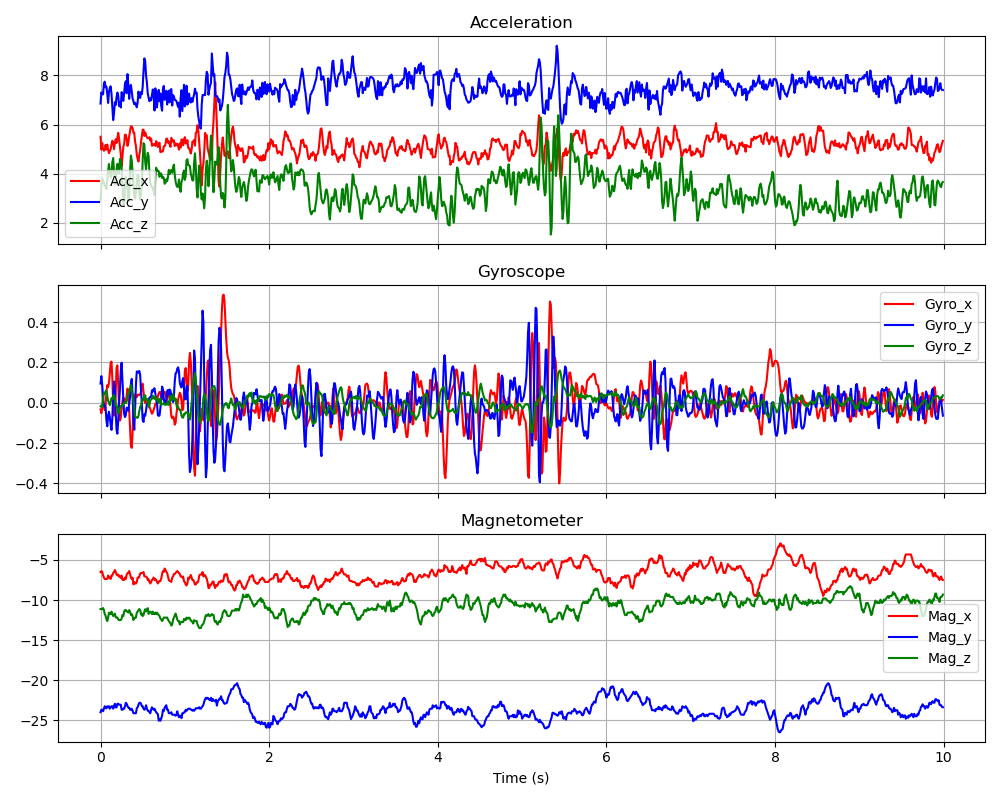 Acceleration
8
6
4
2
Acc_x
Acc_y
Acc_z
Gyroscope
0.4
0.2
0.0
−0.2
−0.4
Gyro_x
Gyro_y
Gyro_z
Magnetometer
−5
−10
−15
−20
−25
Mag_x
Mag_y
Mag_z
0 2 4 6 8 10
Time (s)